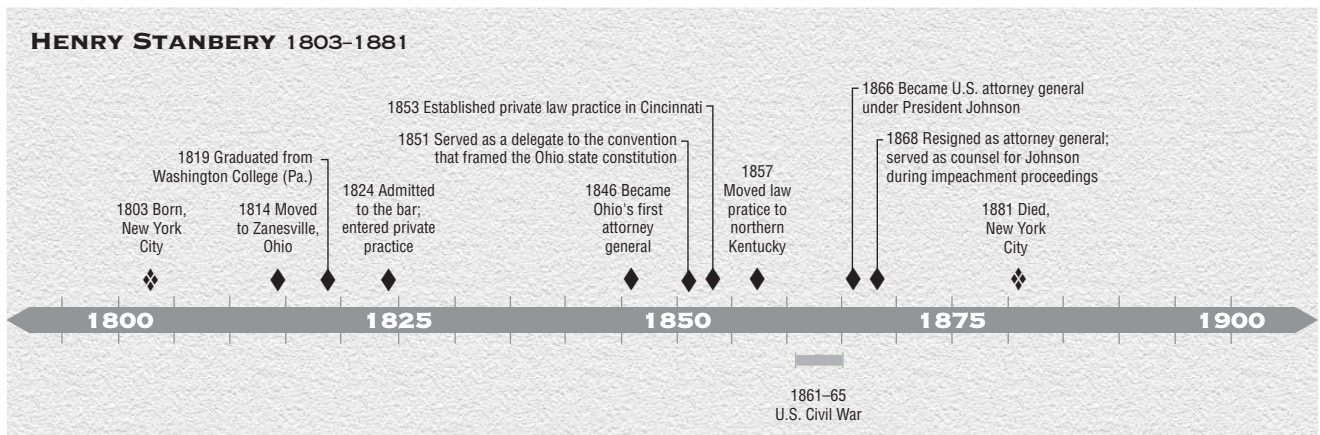 HENRY STANBERY 1803–1881
1803 Born,
New York
City
1814 Moved
to Zanesville,
Ohio
1819 Graduated from
Washington College (Pa.)
1824 Admitted
to the bar;
entered private
practice
1846 Became
Ohio's first
attorney
general
1851 Served as a delegate to the convention
that framed the Ohio state constitution
1853 Established private law practice in Cincinnati
1857
Moved law
pratice to
northern
Kentucky
1866 Became U.S. attorney general
under President Johnson
1868 Resigned as attorney general;
served as counsel for Johnson
during impeachment proceedings
1881 Died,
New York
City
1800 1825 1850 1875 1900
1861–65
U.S. Civil War